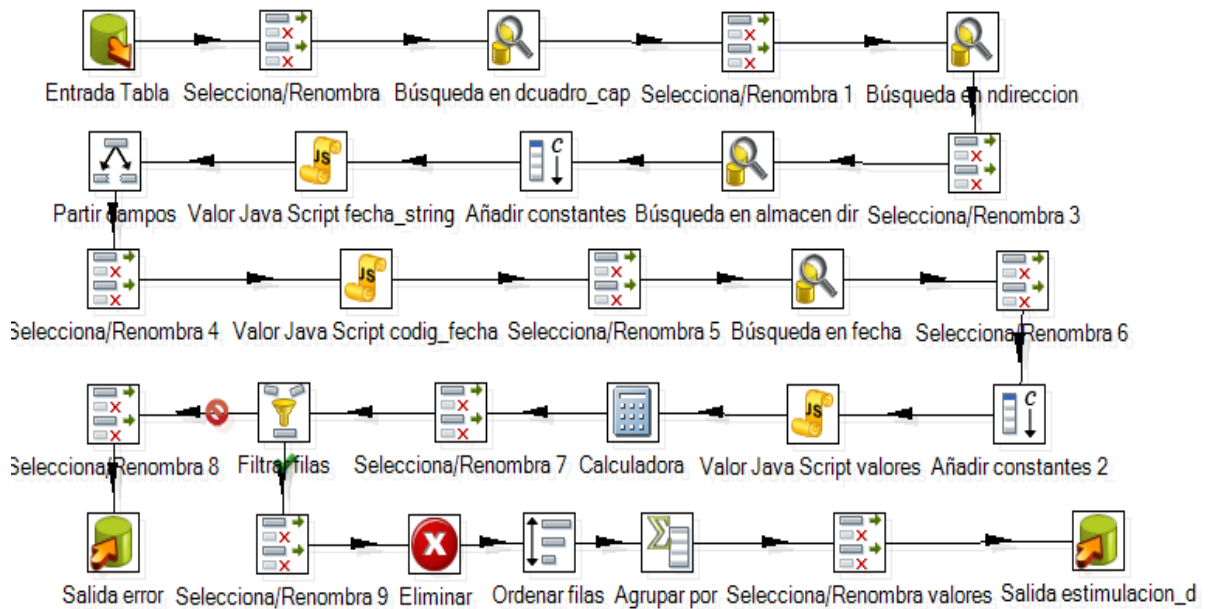 Entrada Tabla Selecciona/Renombra Búsqueda en dcuadro_cap Selecciona/Renombra 1 Búsqueda en ndireccion
Partir campos Valor Java Script fecha_string Añadir constantes Búsqueda en almacen dir Selecciona/Renombra 3
Selecciona/Renombra 4 Valor Java Script codig_fecha Selecciona/Renombra 5 Búsqueda en fecha Selecciona/Renombra 6
Selecciona/Renombra 8 Filtrar filas Selecciona/Renombra 7 Calculadora Valor Java Script valores Añadir constantes 2
Salida error Selecciona/Renombra 9 Eliminar Ordenar filas Agrupar por Selecciona/Renombra valores Salida estimulacion_d